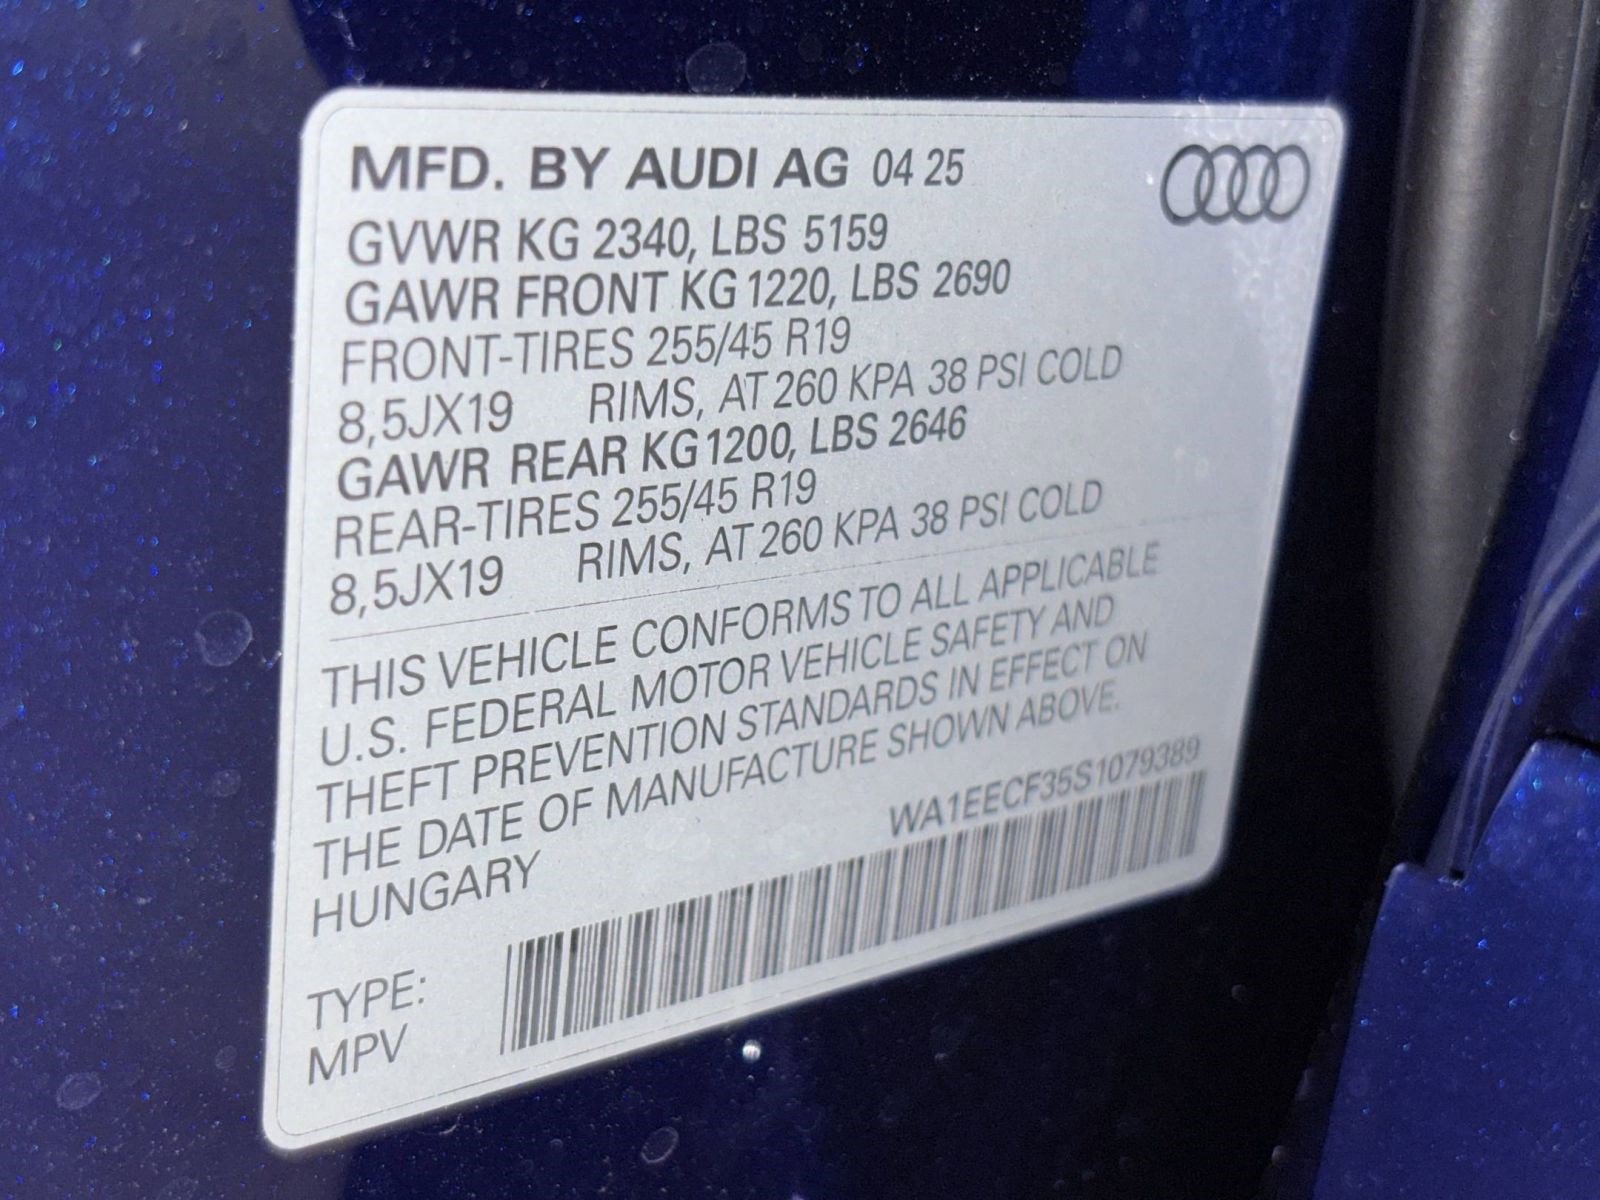 MFD. BY AUDI AG 04 25
GVWR KG 2340, LBS 5159
GAWR FRONT KG 1220, LBS 2690
FRONT-TIRES 255/45 R19
8,5JX19 RIMS, AT 260 KPA 38 PSI COLD
GAWR REAR KG 1200, LBS 2646
REAR-TIRES 255/45 R19
8,5JX19 RIMS, AT 260 KPA 38 PSI COLD
THIS VEHICLE CONFORMS TO ALL APPLICABLE
U.S. FEDERAL MOTOR VEHICLE SAFETY AND
THEFT PREVENTION STANDARDS IN EFFECT ON
THE DATE OF MANUFACTURE SHOWN ABOVE.
HUNGARY
WA1EECF35S1079389
TYPE:
MPV